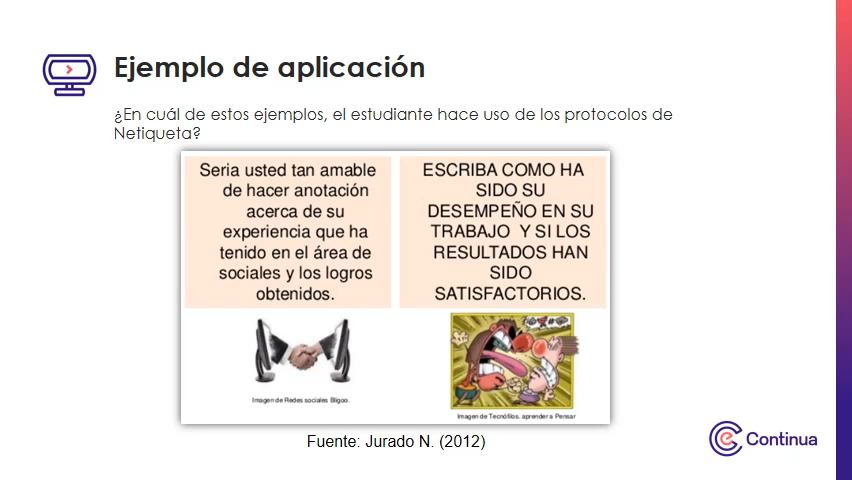 Ejemplo de aplicación
¿En cuál de estos ejemplos, el estudiante hace uso de los protocolos de
Netiqueta?
Seria usted tan amable
de hacer anotación
acerca de su
experiencia que ha
tenido en el área de
sociales y los logros
obtenidos.
ESCRIBA COMO HA
SIDO SU
DESEMPEÑO EN SU
TRABAJO Y SI LOS
RESULTADOS HAN
SIDO
SATISFACTORIOS.
Imagen de Redes sociales Bligoo.
Imagen de Tecnófilos, aprender a Pensar
Fuente: Jurado N. (2012)
Continua